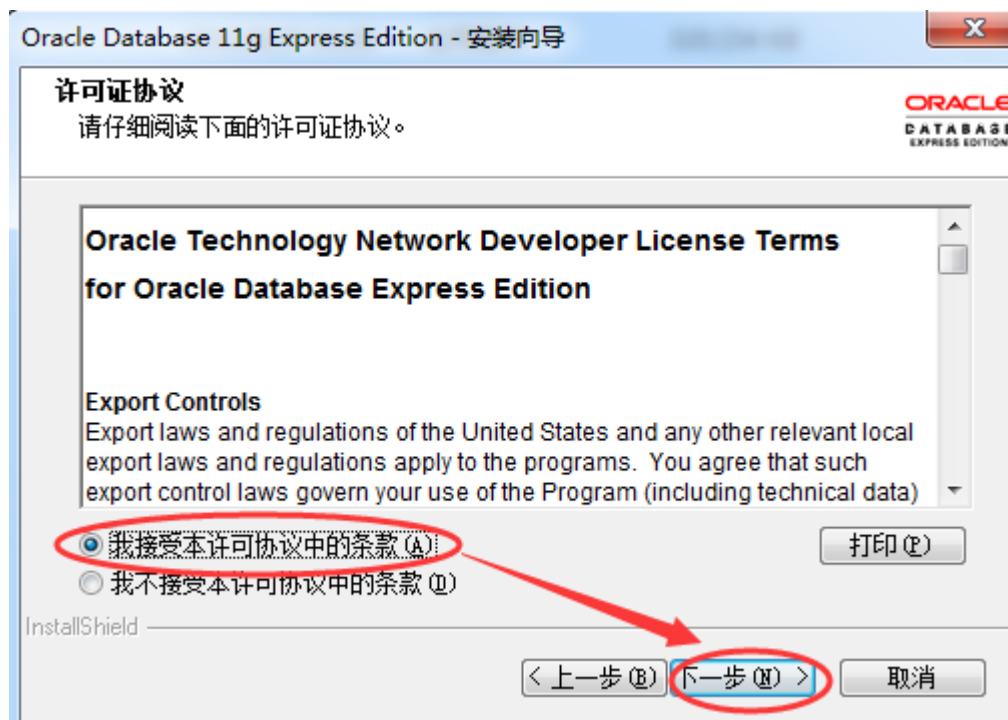 Oracle Database 11g Express Edition - 安装向导
许可证协议
请仔细阅读下面的许可证协议。
ORACLE
DATABASE
EXPRESS EDITION
Oracle Technology Network Developer License Terms
for Oracle Database Express Edition
Export Controls
Export laws and regulations of the United States and any other relevant local
export laws and regulations apply to the programs. You agree that such
export control laws govern your use of the Program (including technical data)
我接受本许可协议中的条款(A)
打印(P)
我不接受本许可协议中的条款(D)
InstallShield
< 上一步(B) 下一步(N) > 取消